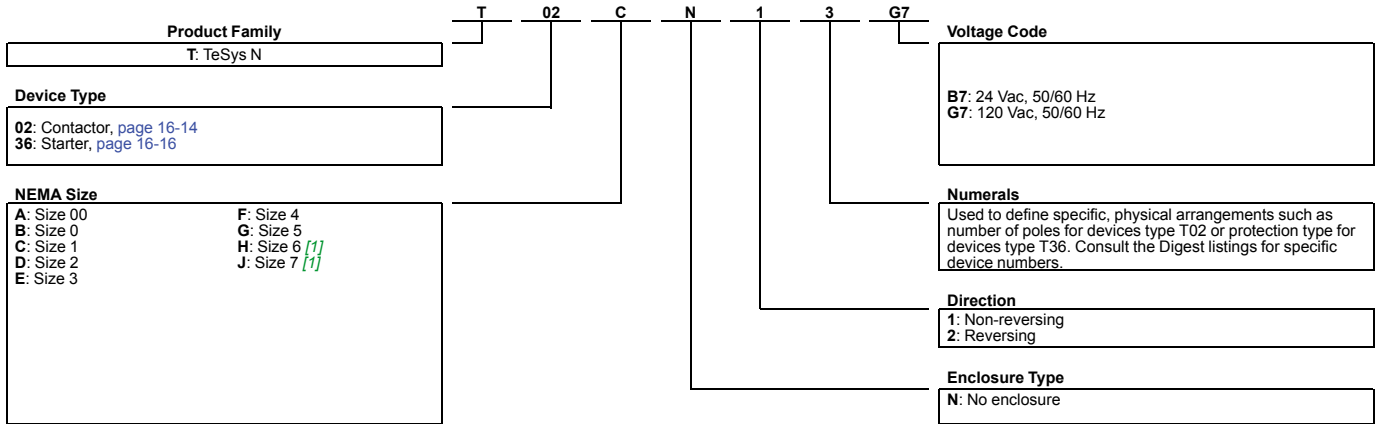 T 02 C N 1 3 G7
Product Family
T: TeSys N
Device Type
02: Contactor, page 16-14
36: Starter, page 16-16
NEMA Size
A: Size 00
B: Size 0
C: Size 1
D: Size 2
E: Size 3
F: Size 4
G: Size 5
H: Size 6 [1]
J: Size 7 [1]
Voltage Code
B7: 24 Vac, 50/60 Hz
G7: 120 Vac, 50/60 Hz
Numerals
Used to define specific, physical arrangements such as
number of poles for devices type T02 or protection type for
devices type T36. Consult the Digest listings for specific
device numbers.
Direction
1: Non-reversing
2: Reversing
Enclosure Type
N: No enclosure